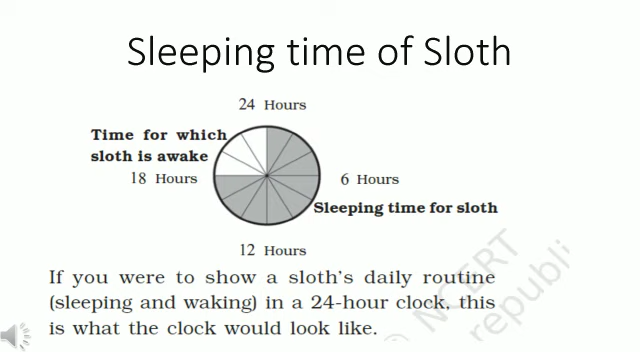 Sleeping time of Sloth
24 Hours
Time for which
sloth is awake
18 Hours
6 Hours
Sleeping time for sloth
12 Hours
If you were to show a sloth's daily routine
(sleeping and waking) in a 24-hour clock, this
is what the clock would look like.
© NCERT
republi